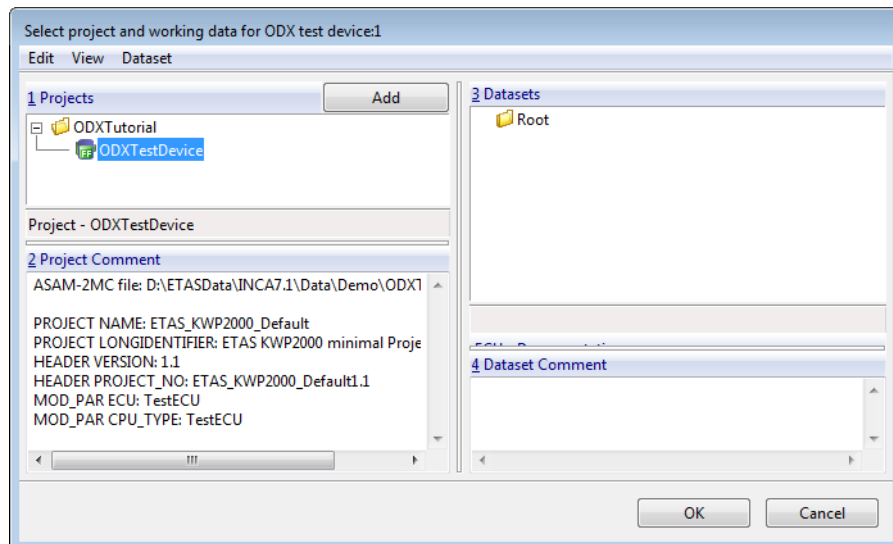 Select project and working data for ODX test device:1
Edit View Dataset
1 Projects
Add
ODXTutorial
ODXTestDevice
Project - ODXTestDevice
2 Project Comment
ASAM-2MC file: D:\ETASData\INCA7.1\Data\Demo\ODXT
PROJECT NAME: ETAS_KWP2000_Default
PROJECT LONGIDENTIFIER: ETAS KWP2000 minimal Proje
HEADER VERSION: 1.1
HEADER PROJECT_NO: ETAS_KWP2000_Default1.1
MOD_PAR ECU: TestECU
MOD_PAR CPU_TYPE: TestECU
3 Datasets
Root
4 Dataset Comment
OK
Cancel